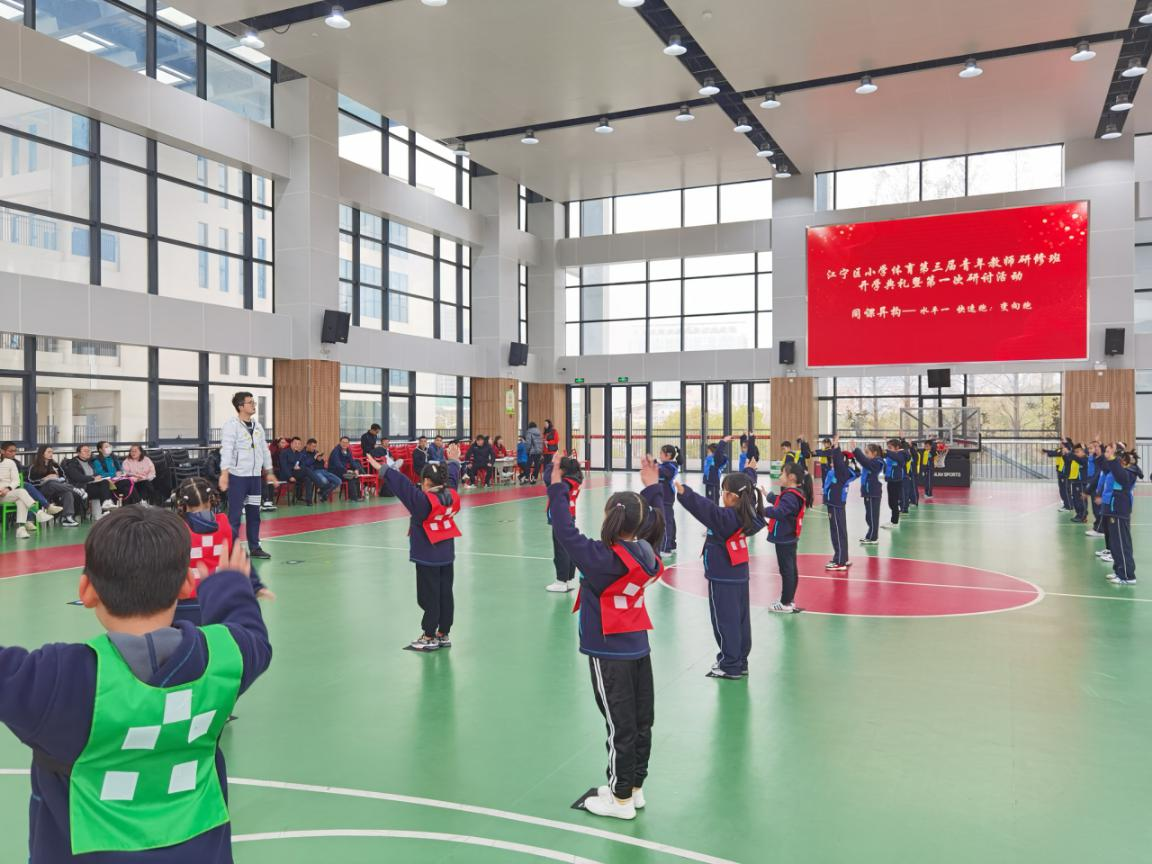 江宁区小学体育第三届青年教师研修班
开学典礼暨第一次研讨活动
同课异构—水平一 快速跑：变向跑